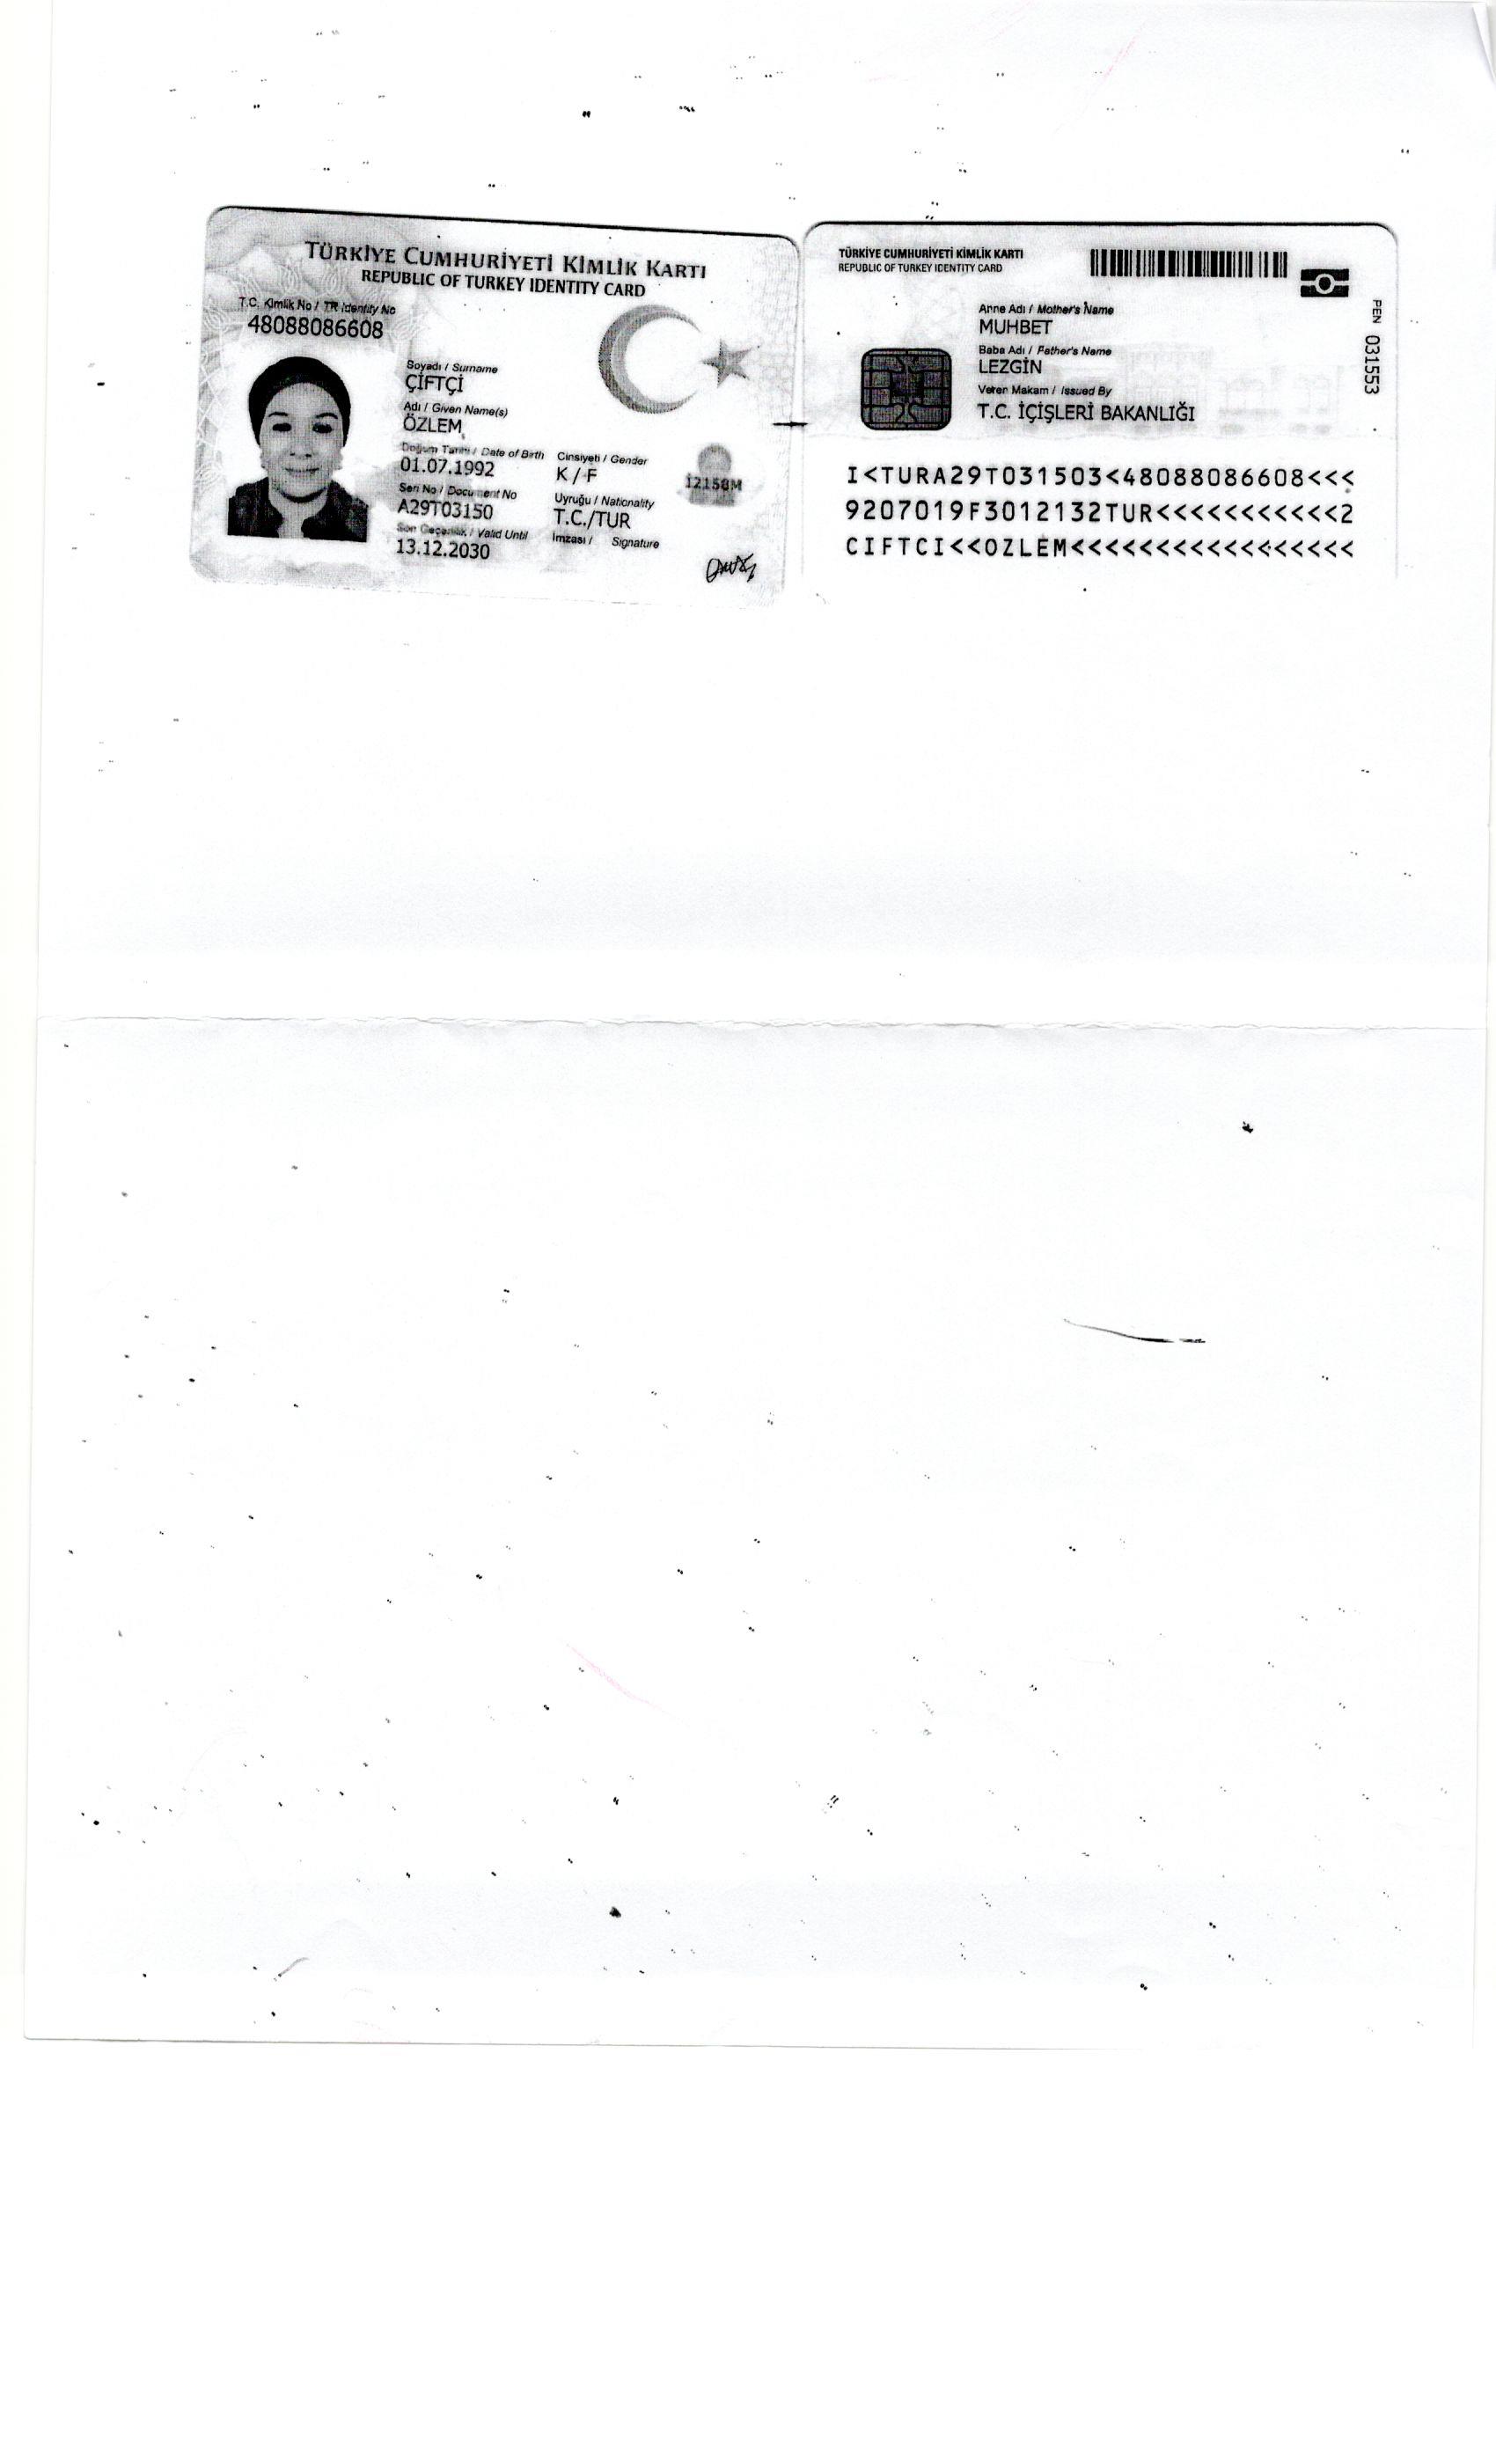 TÜRKİYE CUMHURİYETİ KİMLİK KARTI
REPUBLIC OF TURKEY IDENTITY CARD
T.C. Kimlik No / TR Identity No
48088086608
Soyadı / Surname
ÇİFTÇİ
Adı / Given Name(s)
ÖZLEM
Doğum Tarihi / Date of Birth
01.07.1992
Cinsiyeti / Gender
K / F
Seri No / Document No
A29T03150
Uyruğu / Nationality
T.C./TUR
Son Geçerlilik / Valid Until
13.12.2030
İmzası / Signature
12158M
TÜRKİYE CUMHURİYETİ KİMLİK KARTI
REPUBLIC OF TURKEY IDENTITY CARD
Anne Adı / Mother's Name
MUHBET
Baba Adı / Father's Name
LEZGİN
Veren Makam / Issued By
T.C. İÇİŞLERİ BAKANLIĞI
PEN 031553
I<TURA29T031503<48088086608<<<
9207019F3012132TUR<<<<<<<<<<<2
CIFTCI<<OZLEM<<<<<<<<<<<<<<<<<